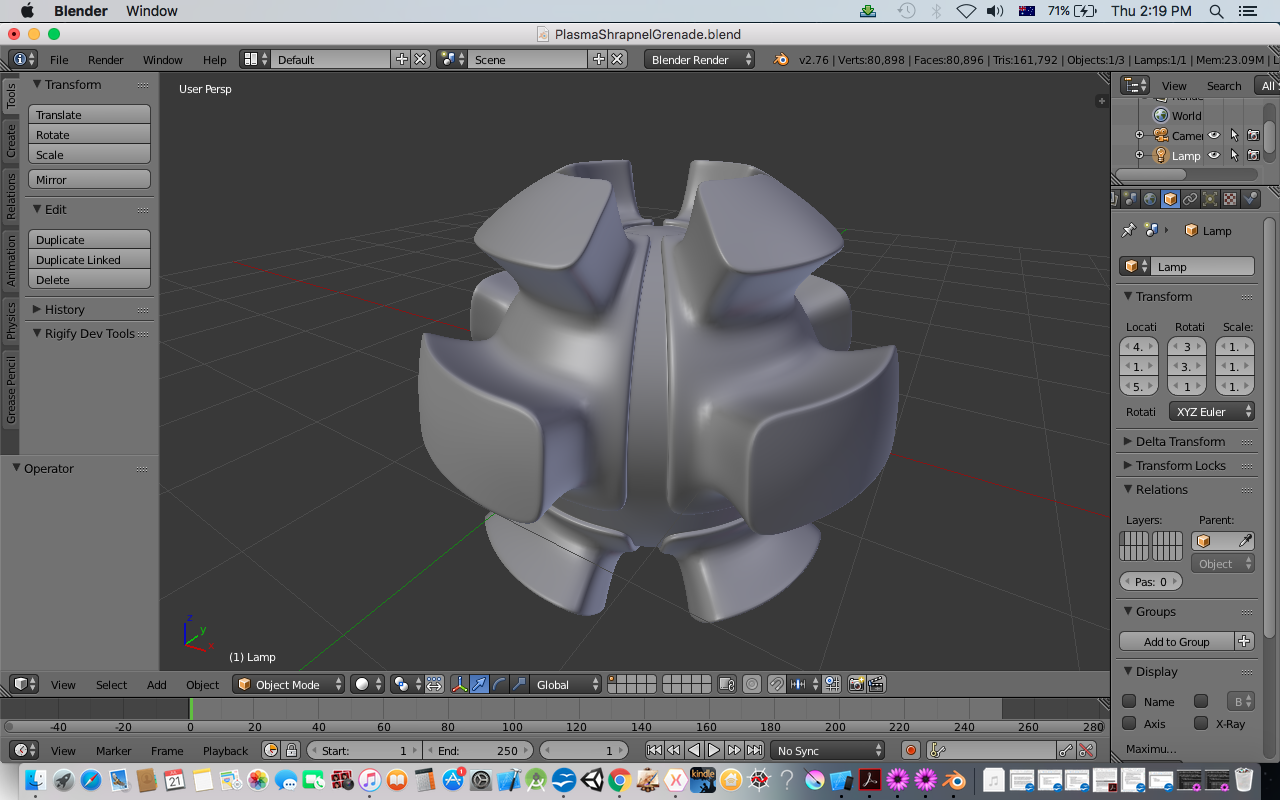 Blender Window 71% Thu 2:19 PM
PlasmaShrapnelGrenade.blend
File Render Window Help Default Scene Blender Render v2.76 | Verts:80,898 | Faces:80,896 | Tris:161,792 | Objects:1/3 | Lamps:1/1 | Mem:23.09M | L
Tools
Create
Relations
Animation
Physics
Grease Pencil
Transform
Translate
Rotate
Scale
Mirror
Edit
Duplicate
Duplicate Linked
Delete
History
Rigify Dev Tools
Operator
User Persp
z
y
x
(1) Lamp
View Search All S
World
Camer
Lamp
Lamp
Lamp
Transform
Locati Rotati Scale:
4. 3 1.
1. 3. 1.
5. 1 1.
Rotati XYZ Euler
Delta Transform
Transform Locks
Relations
Layers: Parent:
Object
Pas: 0
Groups
Add to Group
Display
Name B
Axis X-Ray
Maximu...
View Select Add Object Object Mode Global
-40 -20 0 20 40 60 80 100 120 140 160 180 200 220 240 260 280
View Marker Frame Playback Start: 1 End: 250 1 No Sync
21
kindle